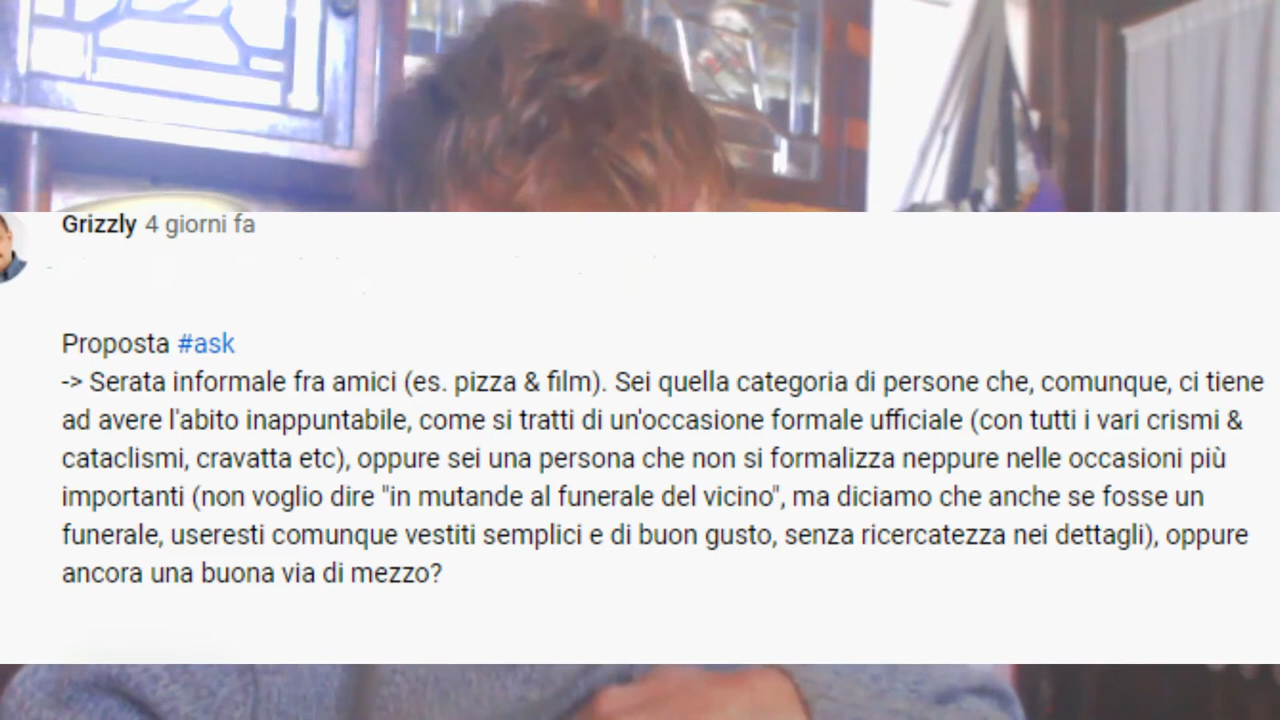 Grizzly 4 giorni fa
Proposta #ask
-> Serata informale fra amici (es. pizza & film). Sei quella categoria di persone che, comunque, ci tiene
ad avere l'abito inappuntabile, come si tratti di un'occasione formale ufficiale (con tutti i vari crismi &
cataclismi, cravatta etc), oppure sei una persona che non si formalizza neppure nelle occasioni più
importanti (non voglio dire "in mutande al funerale del vicino", ma diciamo che anche se fosse un
funerale, useresti comunque vestiti semplici e di buon gusto, senza ricercatezza nei dettagli), oppure
ancora una buona via di mezzo?